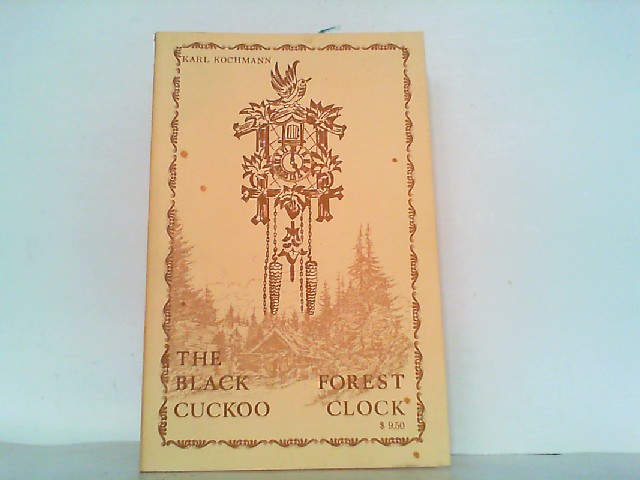 KARL KOCHMANN
THE
BLACK FOREST
CUCKOO CLOCK
$ 9.50